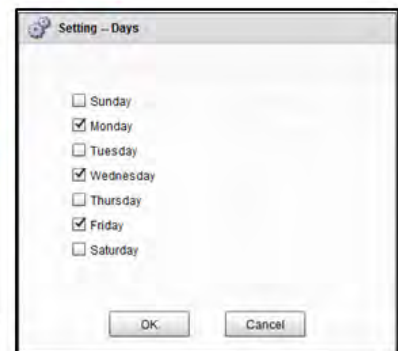 Setting -- Days
Sunday
Monday
Tuesday
Wednesday
Thursday
Friday
Saturday
OK Cancel